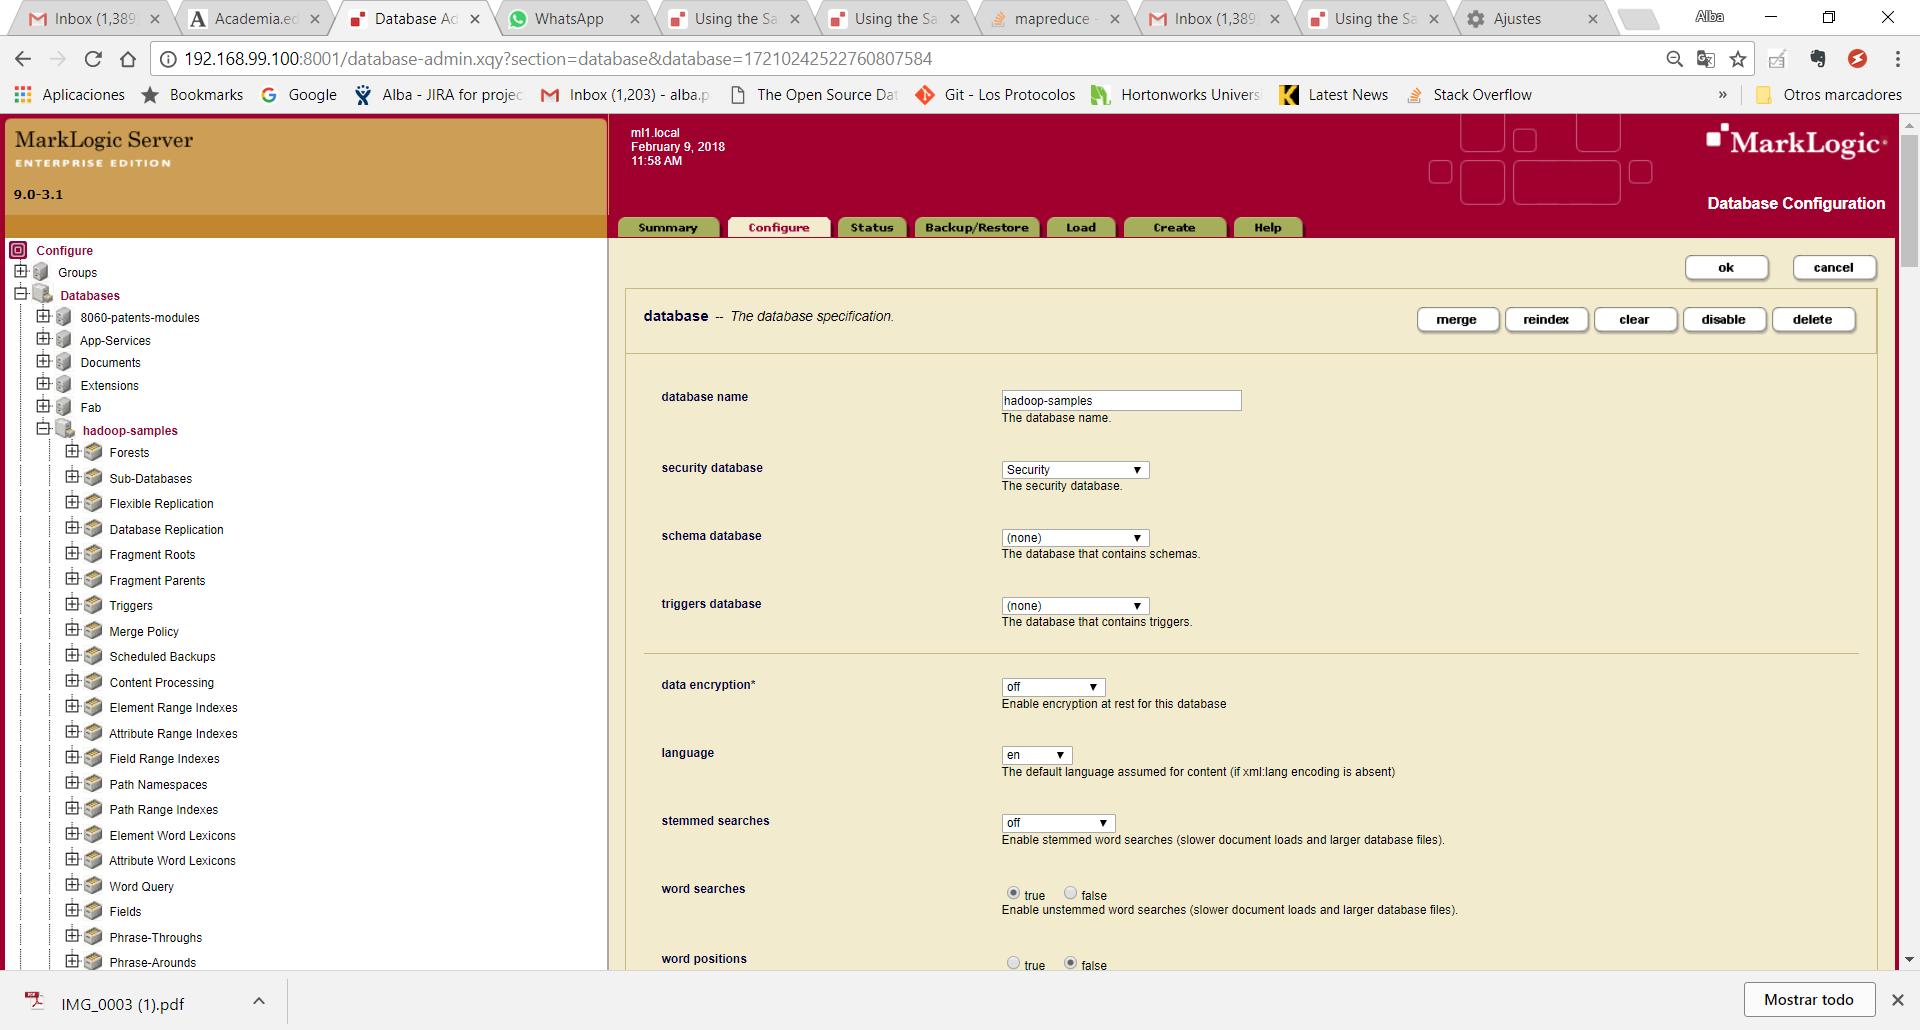 Inbox (1,389
Academia.ed
Database Ad
WhatsApp
Using the Sa
Using the Sa
mapreduce
Inbox (1,389
Using the Sa
Ajustes
Alba
192.168.99.100:8001/database-admin.xqy?section=database&database=17210242522760807584
Aplicaciones
Bookmarks
Google
Alba - JIRA for projec
Inbox (1,203) - alba.p
The Open Source Dat
Git - Los Protocolos
Hortonworks Univers
Latest News
Stack Overflow
»
Otros marcadores
MarkLogic Server
ENTERPRISE EDITION
9.0-3.1
ml1.local
February 9, 2018
11:58 AM
MarkLogic
Database Configuration
Summary
Configure
Status
Backup/Restore
Load
Create
Help
Configure
Groups
Databases
8060-patents-modules
App-Services
Documents
Extensions
Fab
hadoop-samples
Forests
Sub-Databases
Flexible Replication
Database Replication
Fragment Roots
Fragment Parents
Triggers
Merge Policy
Scheduled Backups
Content Processing
Element Range Indexes
Attribute Range Indexes
Field Range Indexes
Path Namespaces
Path Range Indexes
Element Word Lexicons
Attribute Word Lexicons
Word Query
Fields
Phrase-Throughs
Phrase-Arounds
ok
cancel
database -- The database specification.
merge
reindex
clear
disable
delete
database name
hadoop-samples
The database name.
security database
Security
The security database.
schema database
(none)
The database that contains schemas.
triggers database
(none)
The database that contains triggers.
data encryption*
off
Enable encryption at rest for this database
language
en
The default language assumed for content (if xml:lang encoding is absent)
stemmed searches
off
Enable stemmed word searches (slower document loads and larger database files).
word searches
true
false
Enable unstemmed word searches (slower document loads and larger database files).
word positions
true
false
IMG_0003 (1).pdf
Mostrar todo